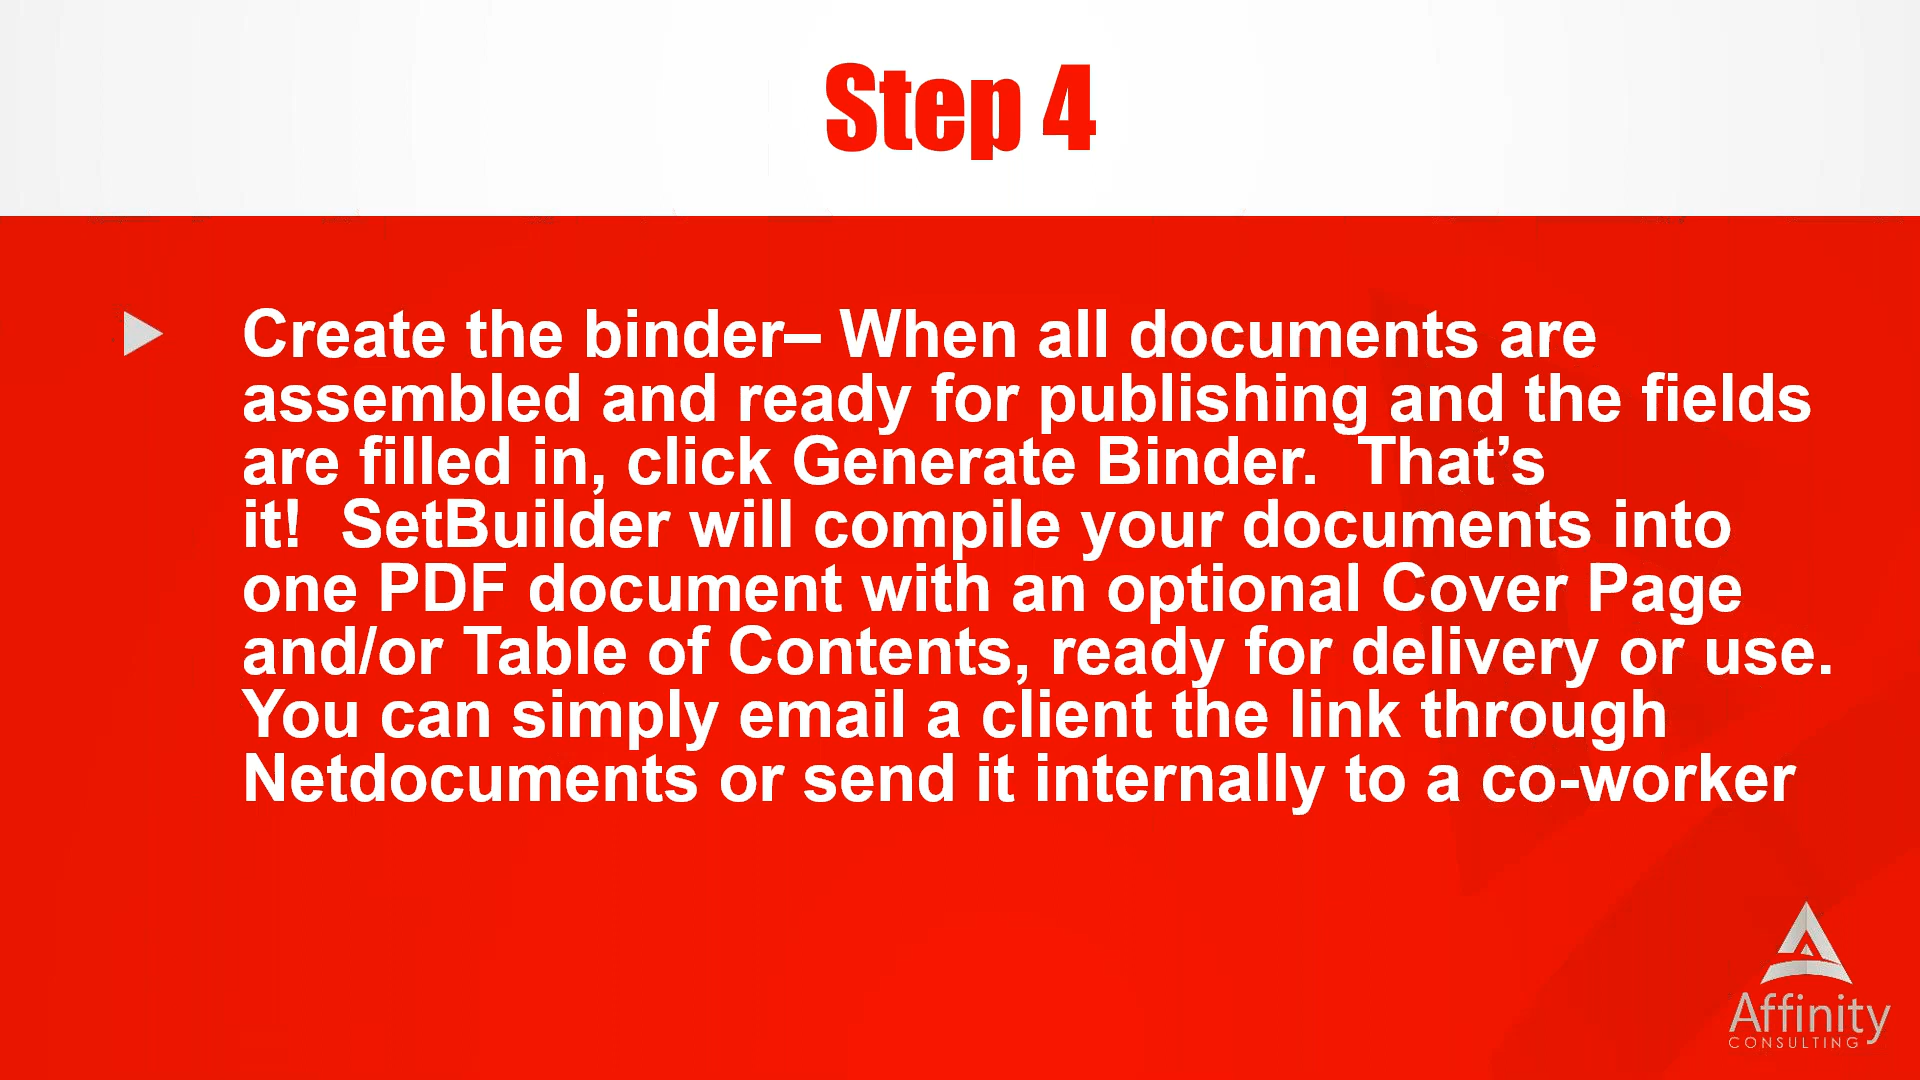 Step 4
Create the binder– When all documents are
assembled and ready for publishing and the fields
are filled in, click Generate Binder.  That’s
it!  SetBuilder will compile your documents into
one PDF document with an optional Cover Page
and/or Table of Contents, ready for delivery or use.
You can simply email a client the link through
Netdocuments or send it internally to a co-worker
Affinity
CONSULTING